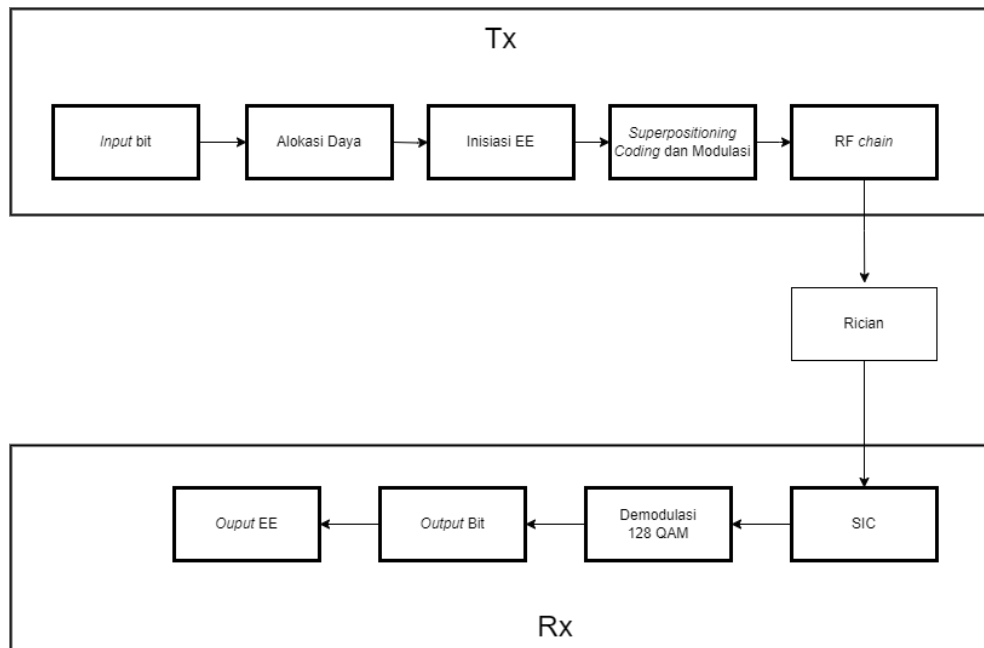 Tx
Input bit
Alokasi Daya
Inisiasi EE
Superpositioning
Coding dan Modulasi
RF chain
Rician
SIC
Demodulasi
128 QAM
Output Bit
Ouput EE
Rx